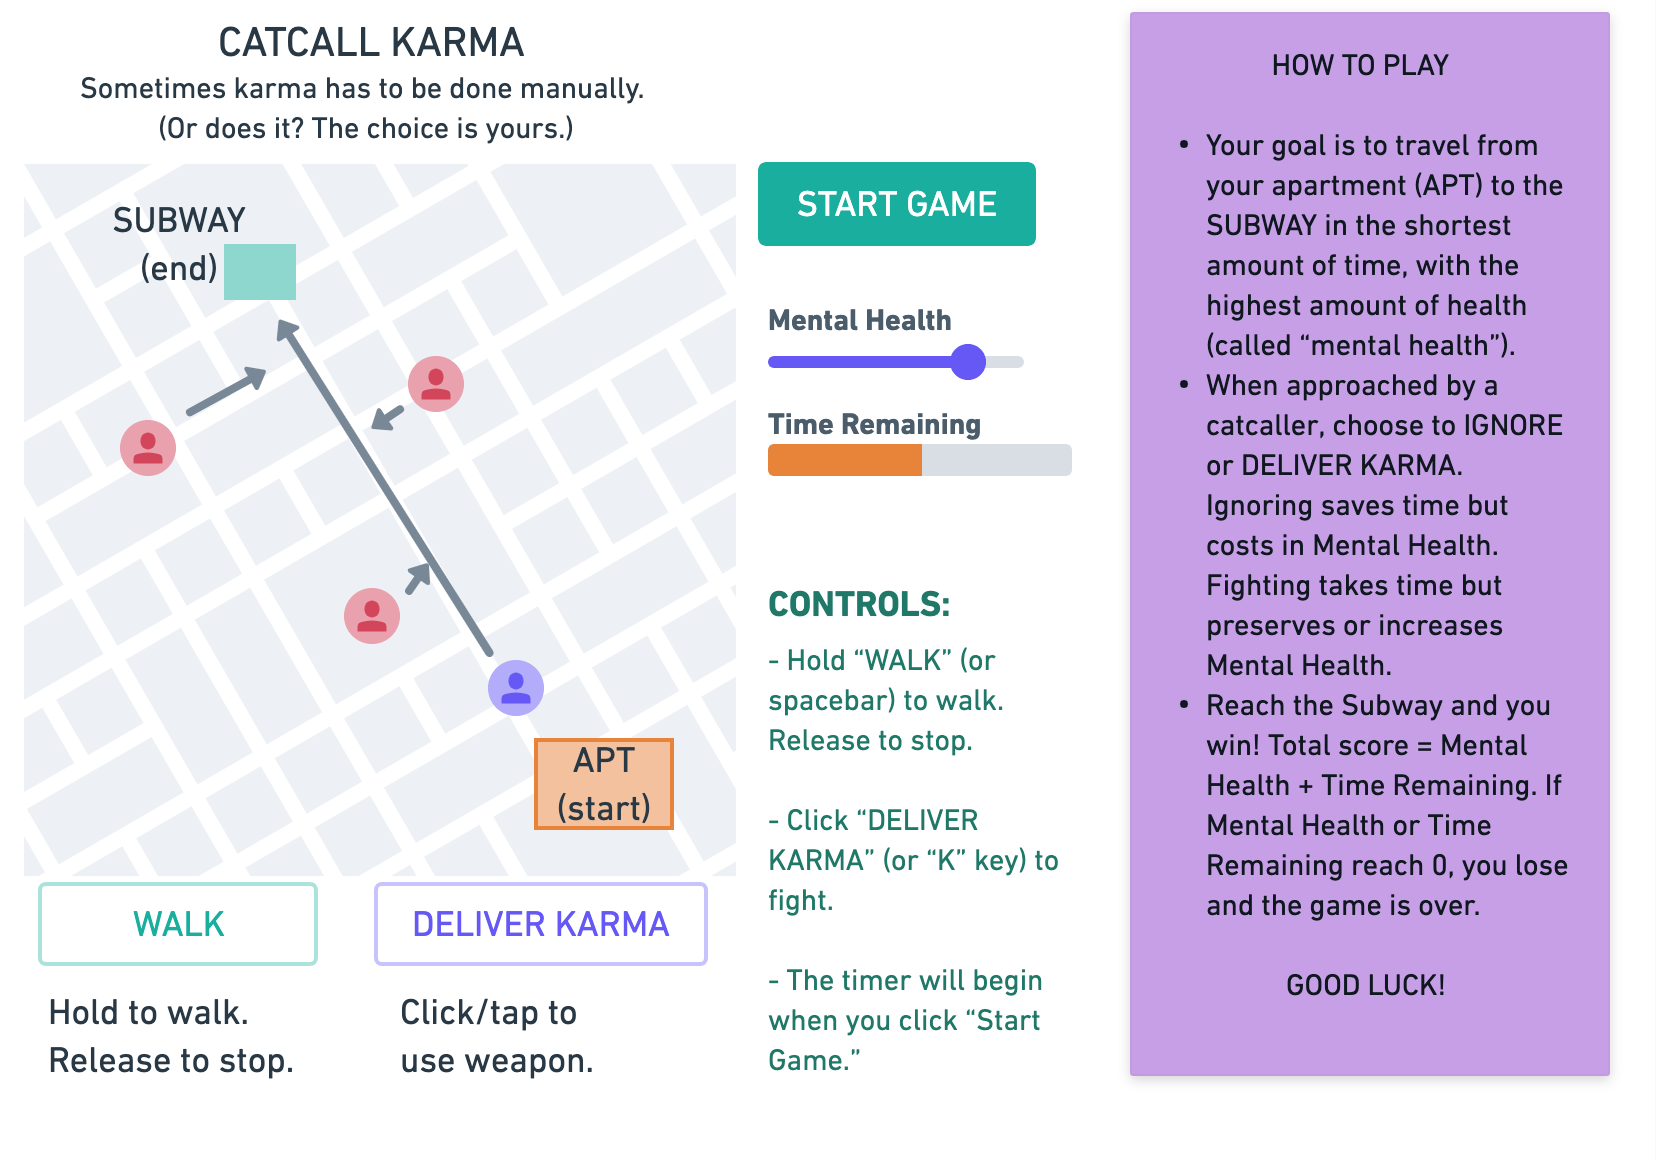 CATCALL KARMA
Sometimes karma has to be done manually.
(Or does it? The choice is yours.)
SUBWAY
(end)
APT
(start)
WALK
DELIVER KARMA
Hold to walk.
Release to stop.
Click/tap to
use weapon.
START GAME
Mental Health
Time Remaining
CONTROLS:
- Hold “WALK” (or
spacebar) to walk.
Release to stop.
- Click “DELIVER
KARMA” (or “K” key) to
fight.
- The timer will begin
when you click “Start
Game.”
HOW TO PLAY
• Your goal is to travel from
your apartment (APT) to the
SUBWAY in the shortest
amount of time, with the
highest amount of health
(called “mental health”).
• When approached by a
catcaller, choose to IGNORE
or DELIVER KARMA.
Ignoring saves time but
costs in Mental Health.
Fighting takes time but
preserves or increases
Mental Health.
• Reach the Subway and you
win! Total score = Mental
Health + Time Remaining. If
Mental Health or Time
Remaining reach 0, you lose
and the game is over.
GOOD LUCK!